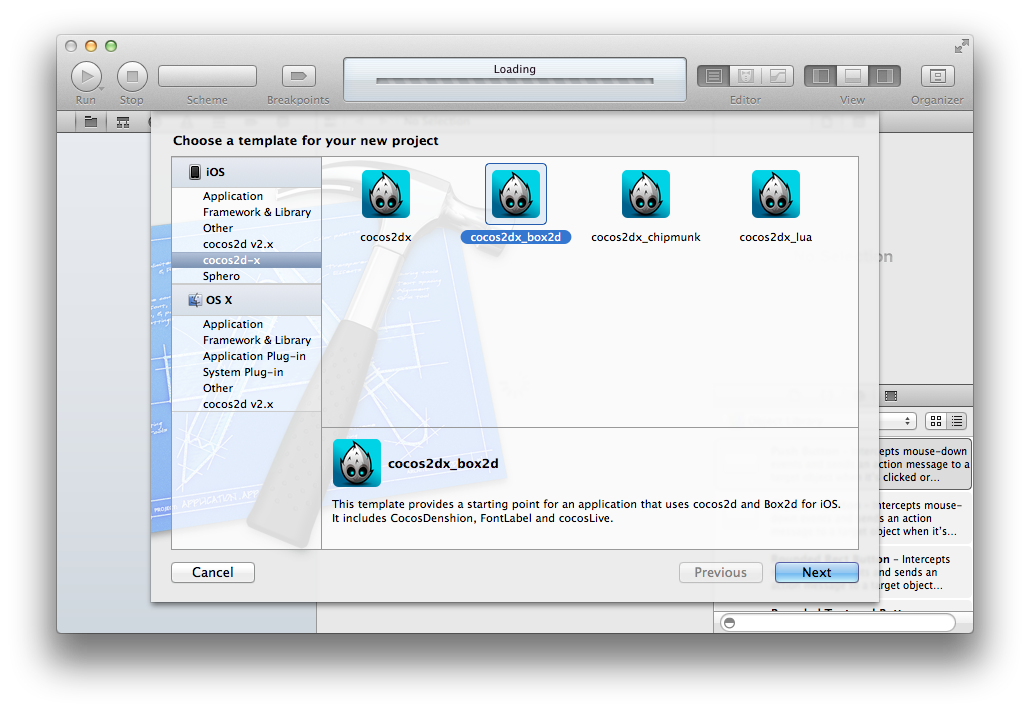 Loading
Run
Stop
Scheme
Breakpoints
Editor
View
Organizer
Choose a template for your new project
iOS
Application
Framework & Library
Other
cocos2d v2.x
cocos2d-x
Sphero
OS X
Application
Framework & Library
Application Plug-in
System Plug-in
Other
cocos2d v2.x
cocos2dx
cocos2dx_box2d
cocos2dx_chipmunk
cocos2dx_lua
cocos2dx_box2d
This template provides a starting point for an application that uses cocos2d and Box2d for iOS.
It includes CocosDenshion, FontLabel and cocosLive.
Cancel
Previous
Next
on
epts mouse-down
ction message to a
clicked or...
ntercepts mouse-
s an action
bject when it's...
on – Intercepts
and sends an
rget object...